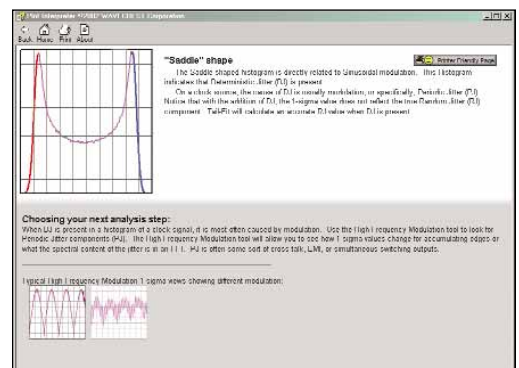 Plot Interpreter ©2002 WAVECREST Corporation
Back Home Print About
"Saddle" shape
Printer Friendly Page
The Saddle shaped histogram is directly related to Sinusoidal modulation. This Histogram
indicates that Deterministic Jitter (DJ) is present.
On a clock source, the cause of DJ is usually modulation, or specifically, Periodic Jitter (PJ).
Notice that with the addition of DJ, the 1-sigma value does not reflect the true Random Jitter (RJ)
component. TailFit will calculate an accurate RJ value when DJ is present.
Choosing your next analysis step:
When DJ is present in a histogram of a clock signal, it is most often caused by modulation. Use the High Frequency Modulation tool to look for
Periodic Jitter components (PJ). The High Frequency Modulation tool will allow you to see how 1-sigma values change for accumulating edges or
what the spectral content of the jitter is in an FFT. PJ is often some sort of cross talk, EMI, or simultaneous switching outputs.
Typical High Frequency Modulation 1-sigma views showing different modulation: